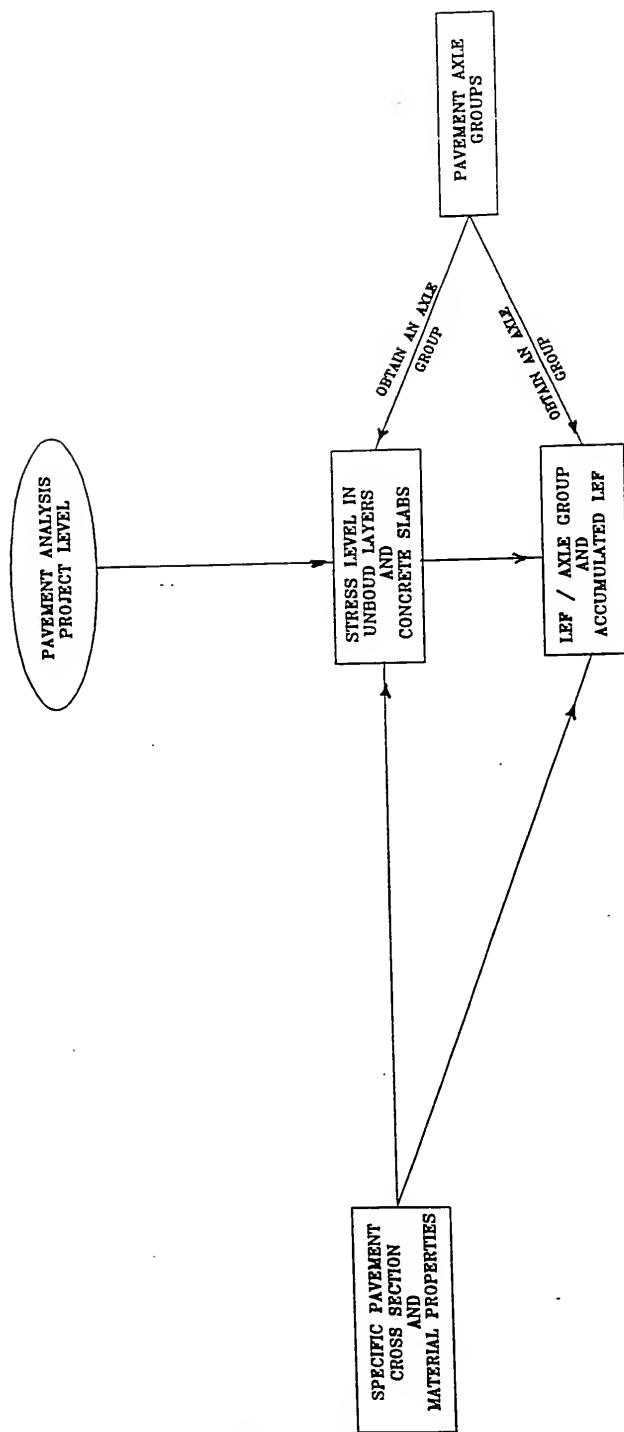 PAVEMENT ANALYSIS
PROJECT LEVEL
SPECIFIC PAVEMENT
CROSS SECTION
AND
MATERIAL PROPERTIES
STRESS LEVEL IN
UNBOUD LAYERS
AND
CONCRETE SLABS
OBTAIN AN AXLE
GROUP
PAVEMENT AXLE
GROUPS
OBTAIN AN AXLE
GROUP
LEF / AXLE GROUP
AND
ACCUMULATED LEF